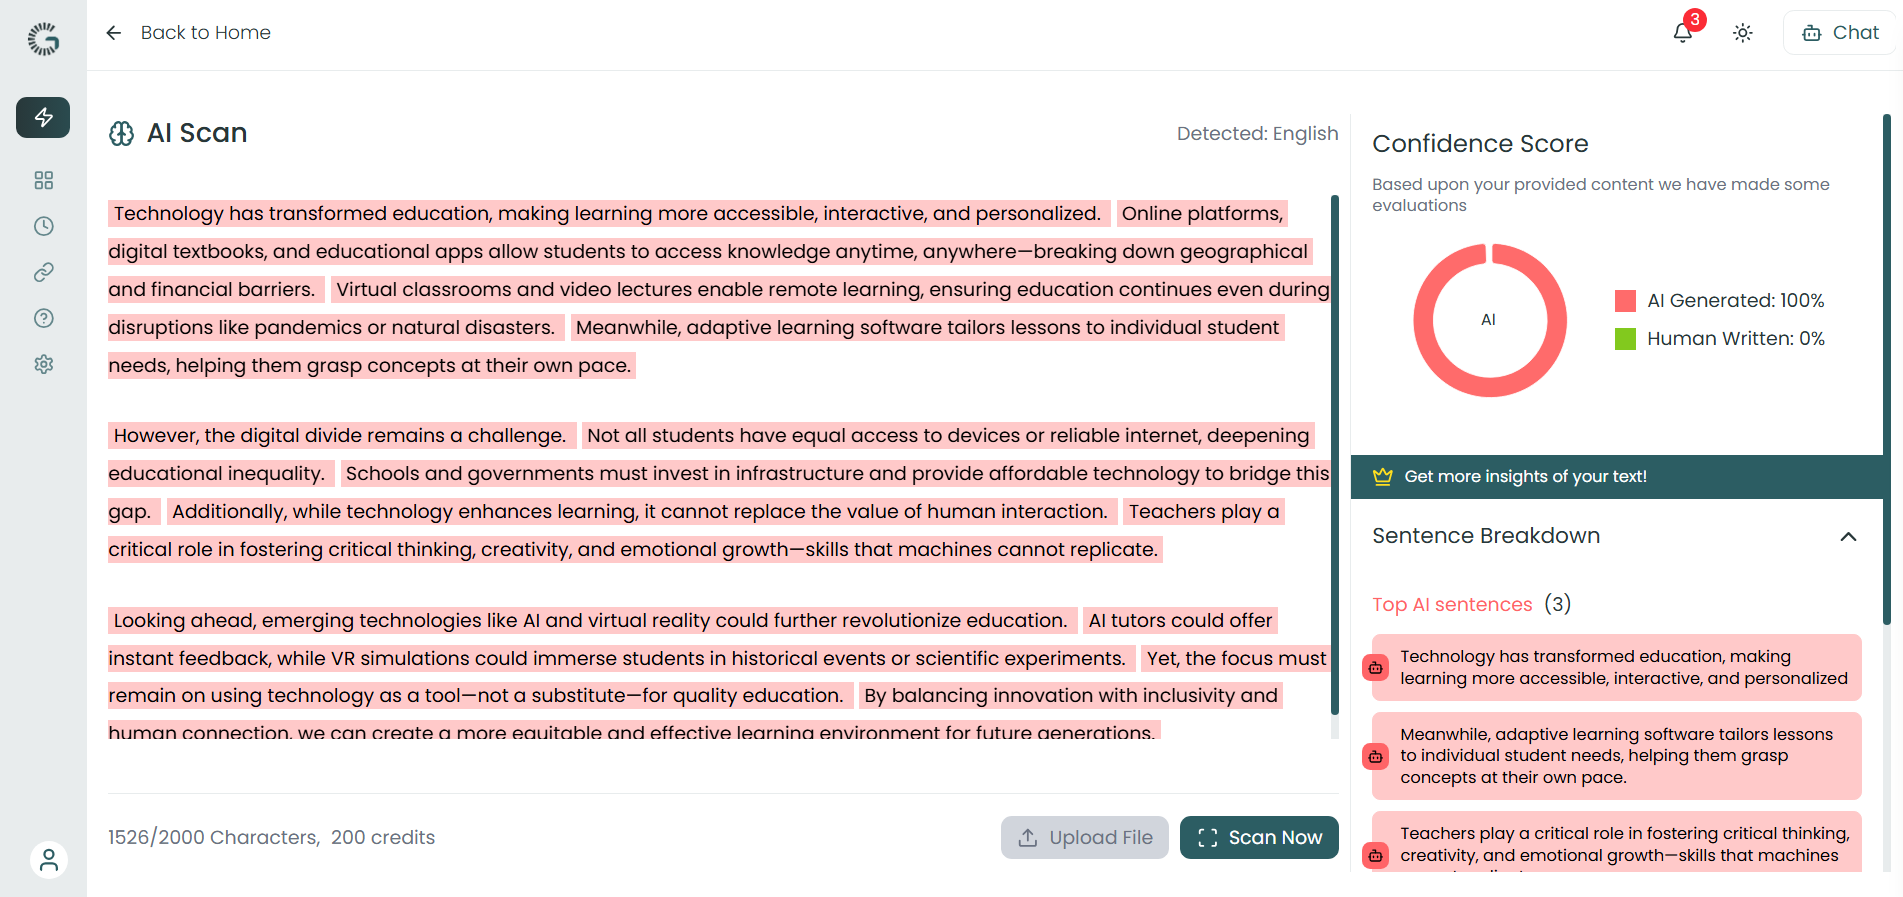 Back to Home
3
Chat
AI Scan
Detected: English
Technology has transformed education, making learning more accessible, interactive, and personalized. Online platforms,
digital textbooks, and educational apps allow students to access knowledge anytime, anywhere—breaking down geographical
and financial barriers. Virtual classrooms and video lectures enable remote learning, ensuring education continues even during
disruptions like pandemics or natural disasters. Meanwhile, adaptive learning software tailors lessons to individual student
needs, helping them grasp concepts at their own pace.
However, the digital divide remains a challenge. Not all students have equal access to devices or reliable internet, deepening
educational inequality. Schools and governments must invest in infrastructure and provide affordable technology to bridge this
gap. Additionally, while technology enhances learning, it cannot replace the value of human interaction. Teachers play a
critical role in fostering critical thinking, creativity, and emotional growth—skills that machines cannot replicate.
Looking ahead, emerging technologies like AI and virtual reality could further revolutionize education. AI tutors could offer
instant feedback, while VR simulations could immerse students in historical events or scientific experiments. Yet, the focus must
remain on using technology as a tool—not a substitute—for quality education. By balancing innovation with inclusivity and
human connection, we can create a more equitable and effective learning environment for future generations.
1526/2000 Characters, 200 credits
Upload File
Scan Now
Confidence Score
Based upon your provided content we have made some
evaluations
AI
AI Generated: 100%
Human Written: 0%
Get more insights of your text!
Sentence Breakdown
Top AI sentences (3)
Technology has transformed education, making
learning more accessible, interactive, and personalized
Meanwhile, adaptive learning software tailors lessons
to individual student needs, helping them grasp
concepts at their own pace.
Teachers play a critical role in fostering critical thinking,
creativity, and emotional growth—skills that machines